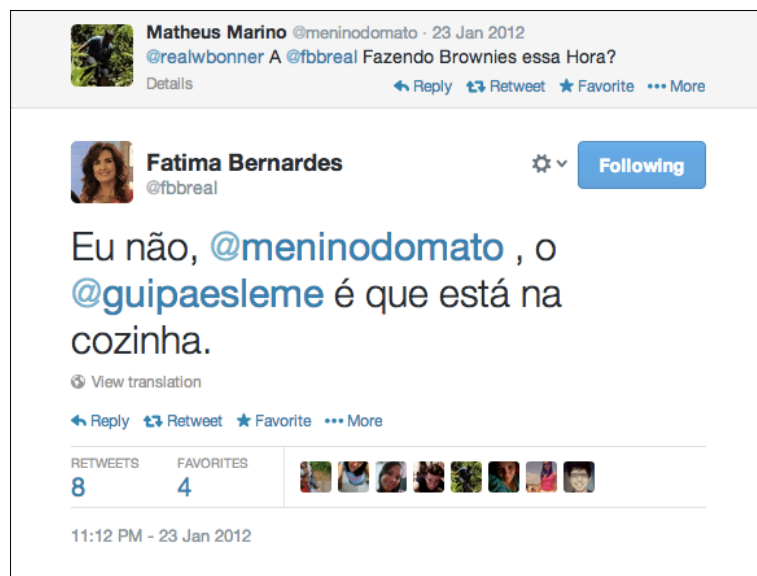 Matheus Marino @meninodomato · 23 Jan 2012
@realwbonner A @fbbreal Fazendo Brownies essa Hora?
Details Reply Retweet Favorite More
Fatima Bernardes
@fbbreal
Following
Eu não, @meninodomato , o
@guipaesleme é que está na
cozinha.
View translation
Reply Retweet Favorite More
RETWEETS FAVORITES
8 4
11:12 PM - 23 Jan 2012